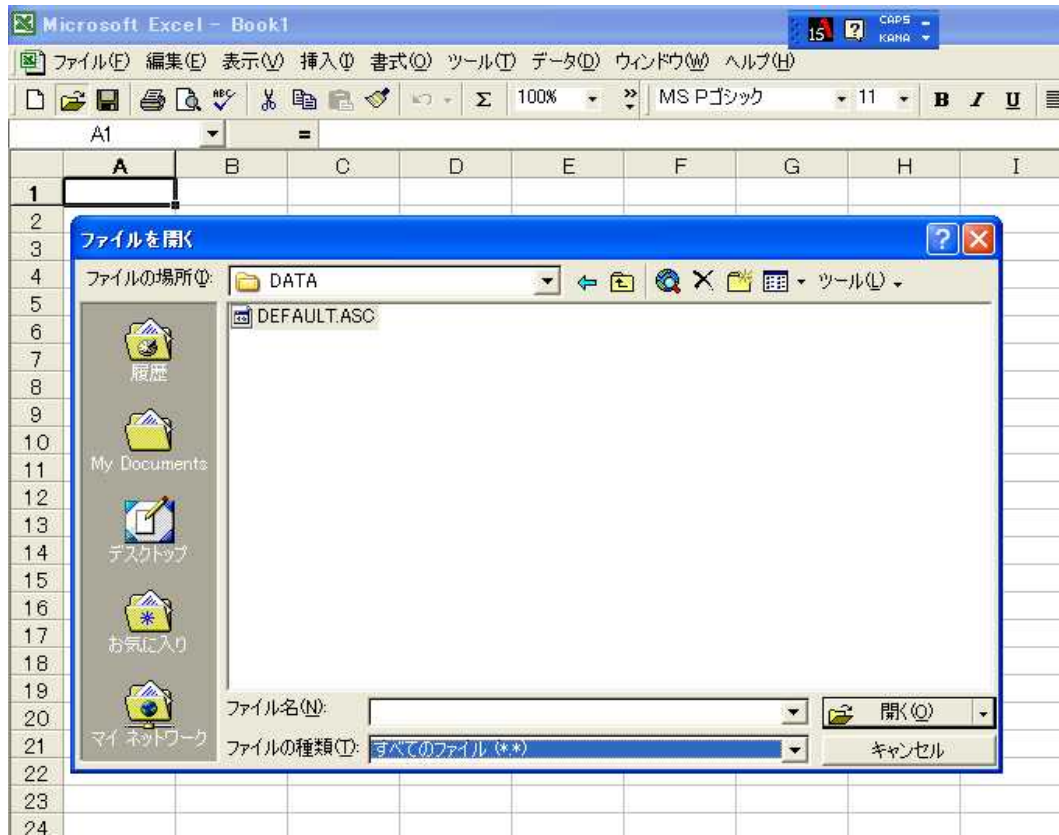 Microsoft Excel - Book1
15 ? CAPS KANA
ファイル(F) 編集(E) 表示(V) 挿入(I) 書式(O) ツール(T) データ(D) ウィンドウ(W) ヘルプ(H)
ABC Σ 100% » MS Pゴシック 11 B I U
A1 =
A B C D E F G H I
1
2
ファイルを開く ?
3
4
ファイルの場所(I): DATA ツール(L)
5
DEFAULT.ASC
6
7
履歴
8
9
10
My Documents
11
12
13
14
デスクトップ
15
16
17
お気に入り
18
19
ファイル名(N): 開く(O)
20
マイ ネットワーク
21
ファイルの種類(T): すべてのファイル (*.*) キャンセル
22
23
24